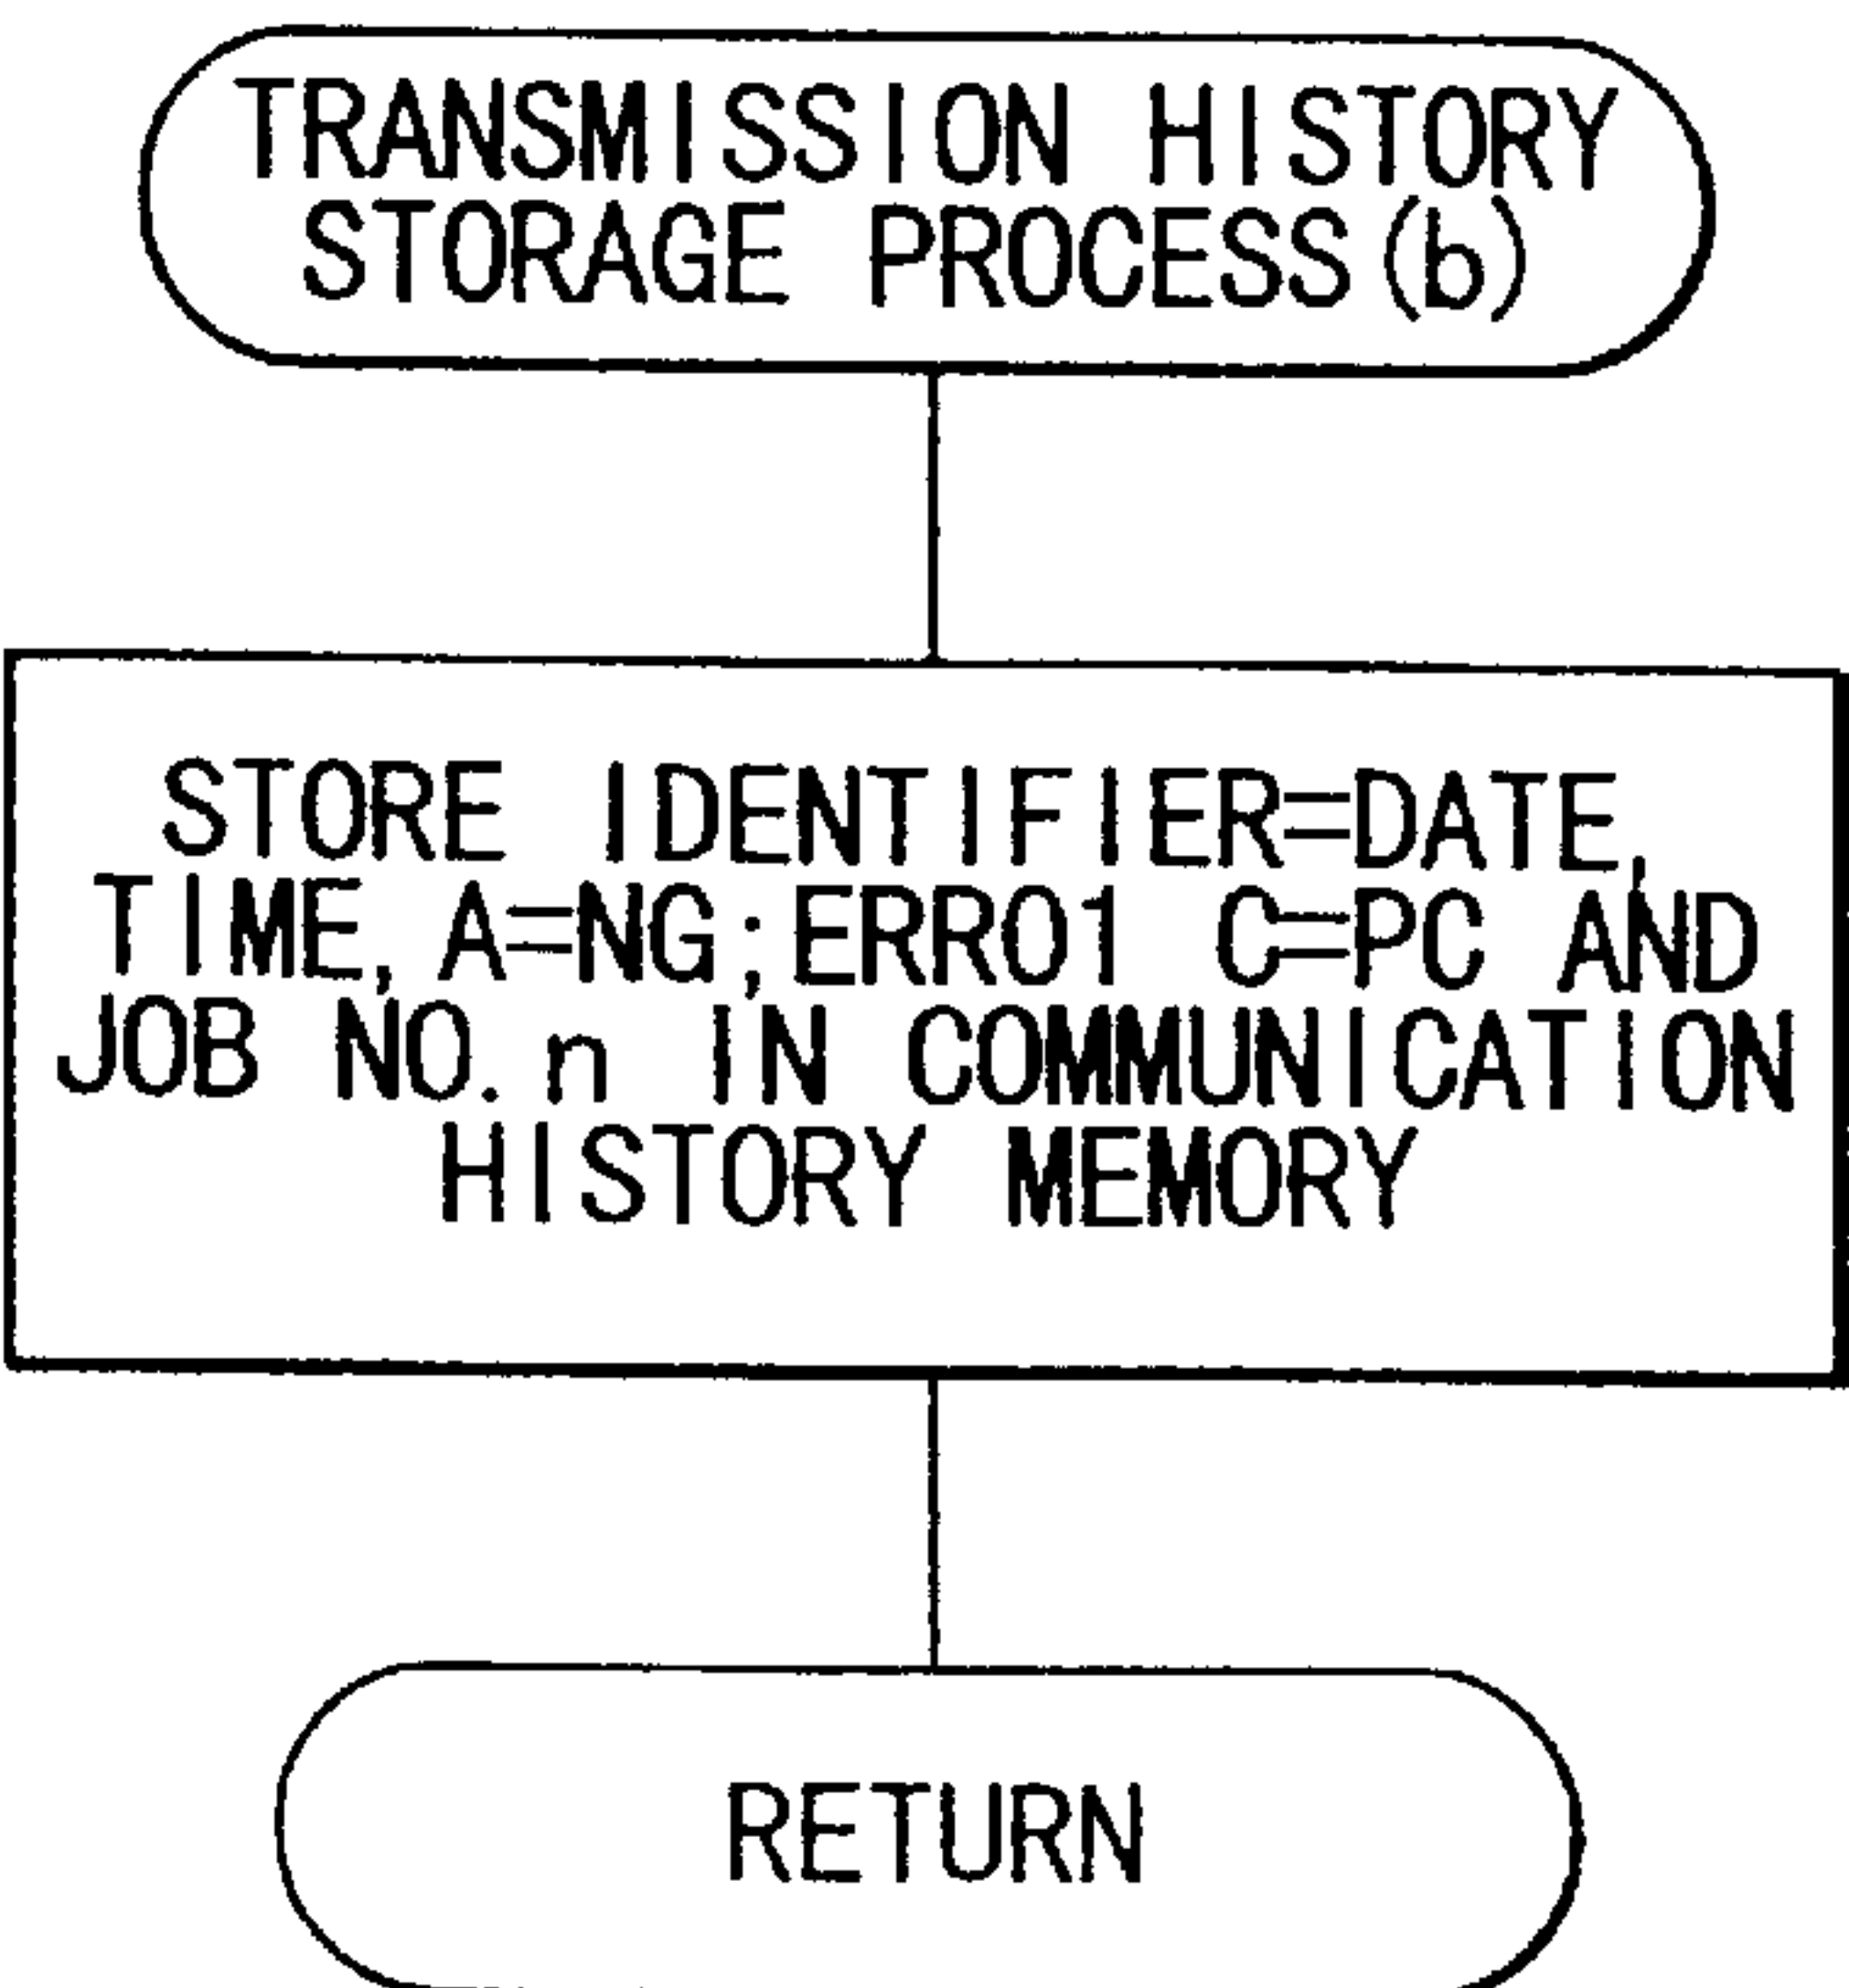 TRANSMISSION HISTORY
STORAGE PROCESS(b)
STORE IDENTIFIER=DATE,
TIME, A=NG;ERR01 C=PC AND
JOB NO. n IN COMMUNICATION
HISTORY MEMORY
RETURN